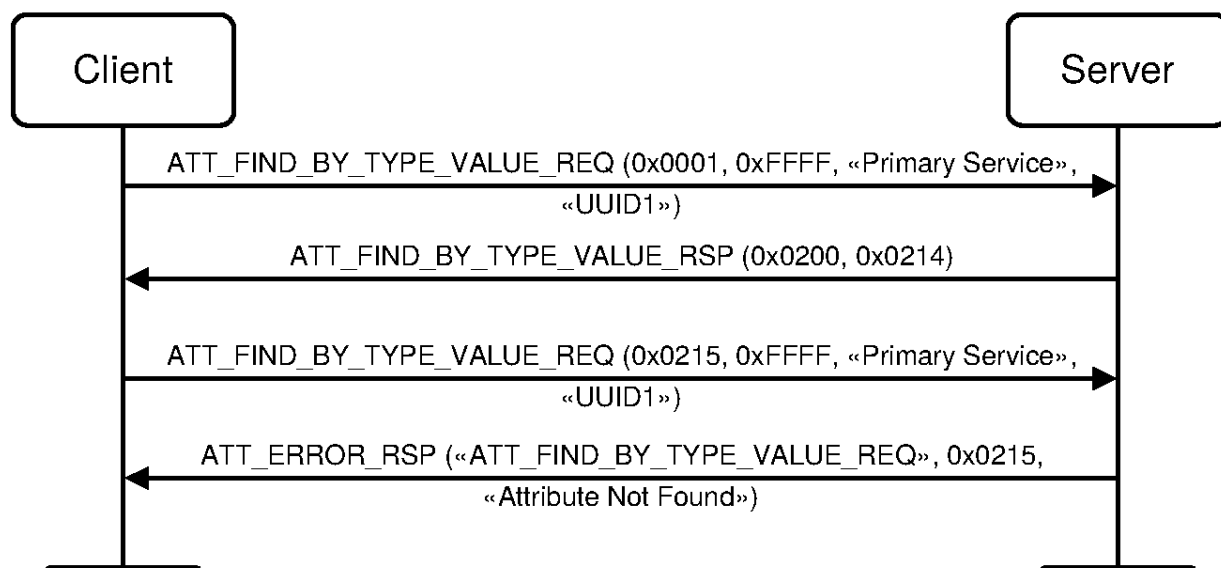 Client
Server
ATT_FIND_BY_TYPE_VALUE_REQ (0x0001, 0xFFFF, «Primary Service»,
«UUID1»)
ATT_FIND_BY_TYPE_VALUE_RSP (0x0200, 0x0214)
ATT_FIND_BY_TYPE_VALUE_REQ (0x0215, 0xFFFF, «Primary Service»,
«UUID1»)
ATT_ERROR_RSP («ATT_FIND_BY_TYPE_VALUE_REQ», 0x0215,
«Attribute Not Found»)